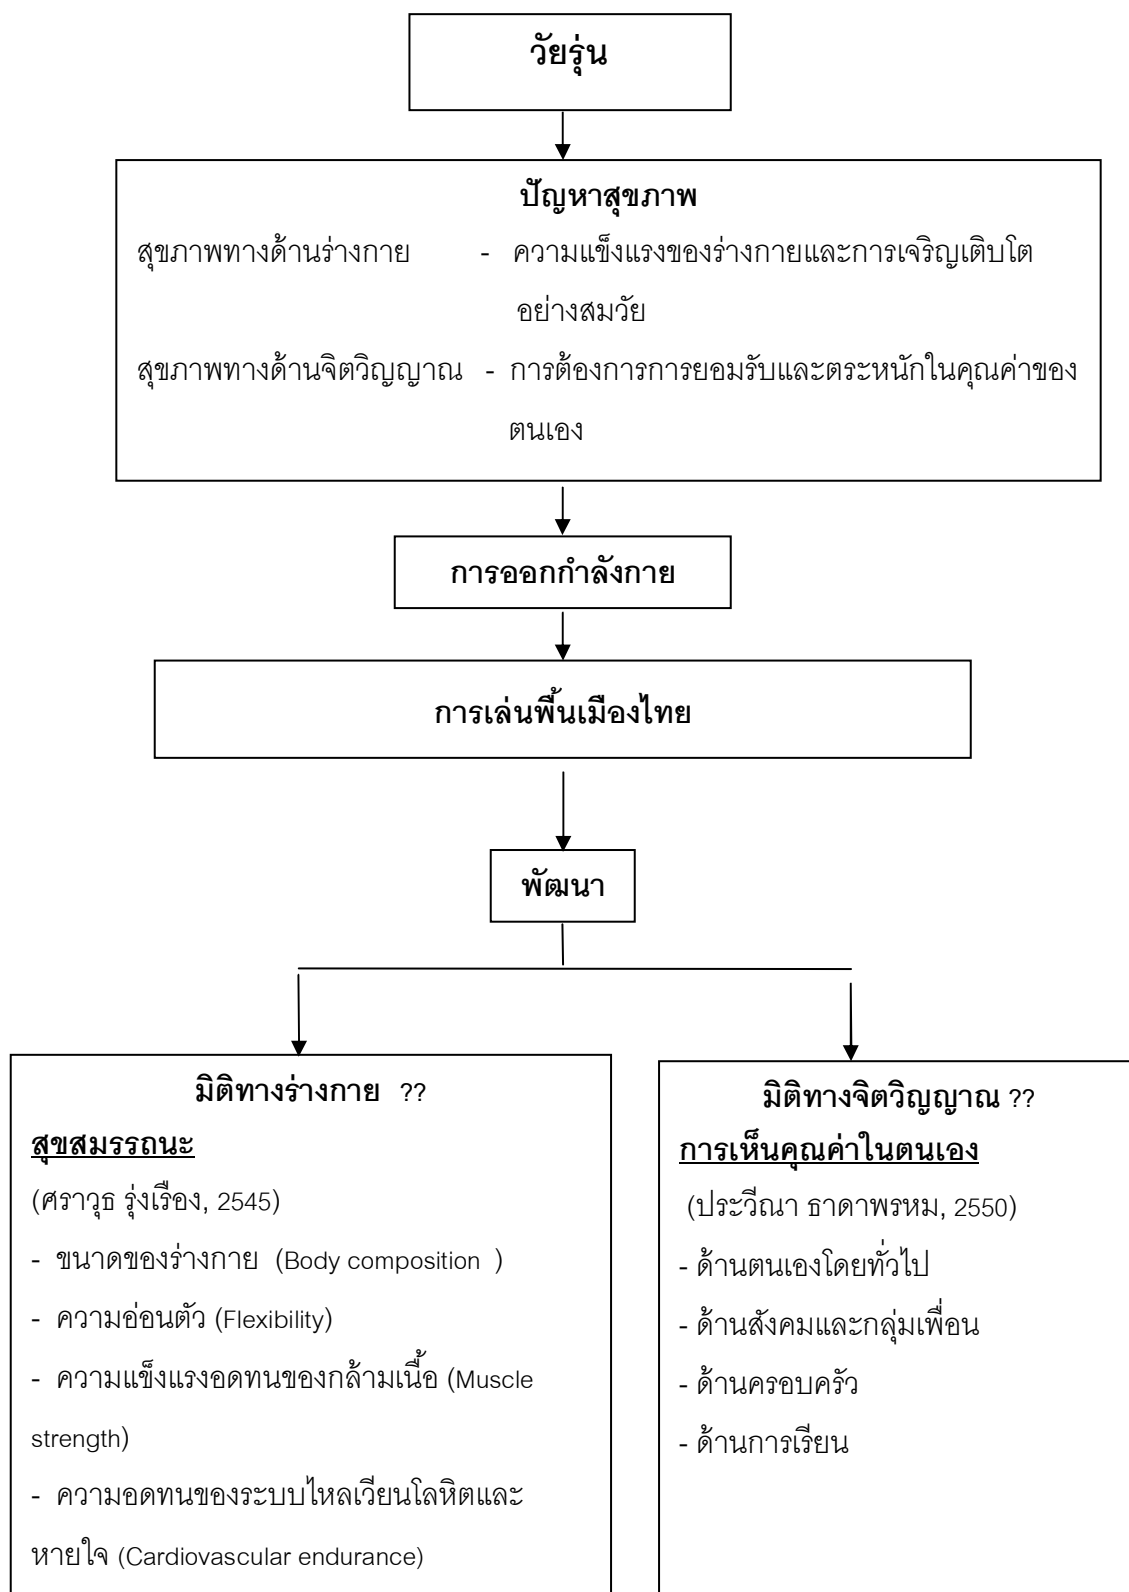 วัยรุ่น
ปัญหาสุขภาพ
สุขภาพทางด้านร่างกาย - ความแข็งแรงของร่างกายและการเจริญเติบโต
อย่างสมวัย
สุขภาพทางด้านจิตวิญญาณ - การต้องการการยอมรับและตระหนักในคุณค่าของ
ตนเอง
การออกกำลังกาย
การเล่นพื้นเมืองไทย
พัฒนา
มิติทางร่างกาย ??
สุขสมรรถนะ
(ศราวุธ รุ่งเรือง, 2545)
- ขนาดของร่างกาย (Body composition )
- ความอ่อนตัว (Flexibility)
- ความแข็งแรงอดทนของกล้ามเนื้อ (Muscle
strength)
- ความอดทนของระบบไหลเวียนโลหิตและ
หายใจ (Cardiovascular endurance)
มิติทางจิตวิญญาณ ??
การเห็นคุณค่าในตนเอง
(ประวีณา ธาดาพรหม, 2550)
- ด้านตนเองโดยทั่วไป
- ด้านสังคมและกลุ่มเพื่อน
- ด้านครอบครัว
- ด้านการเรียน